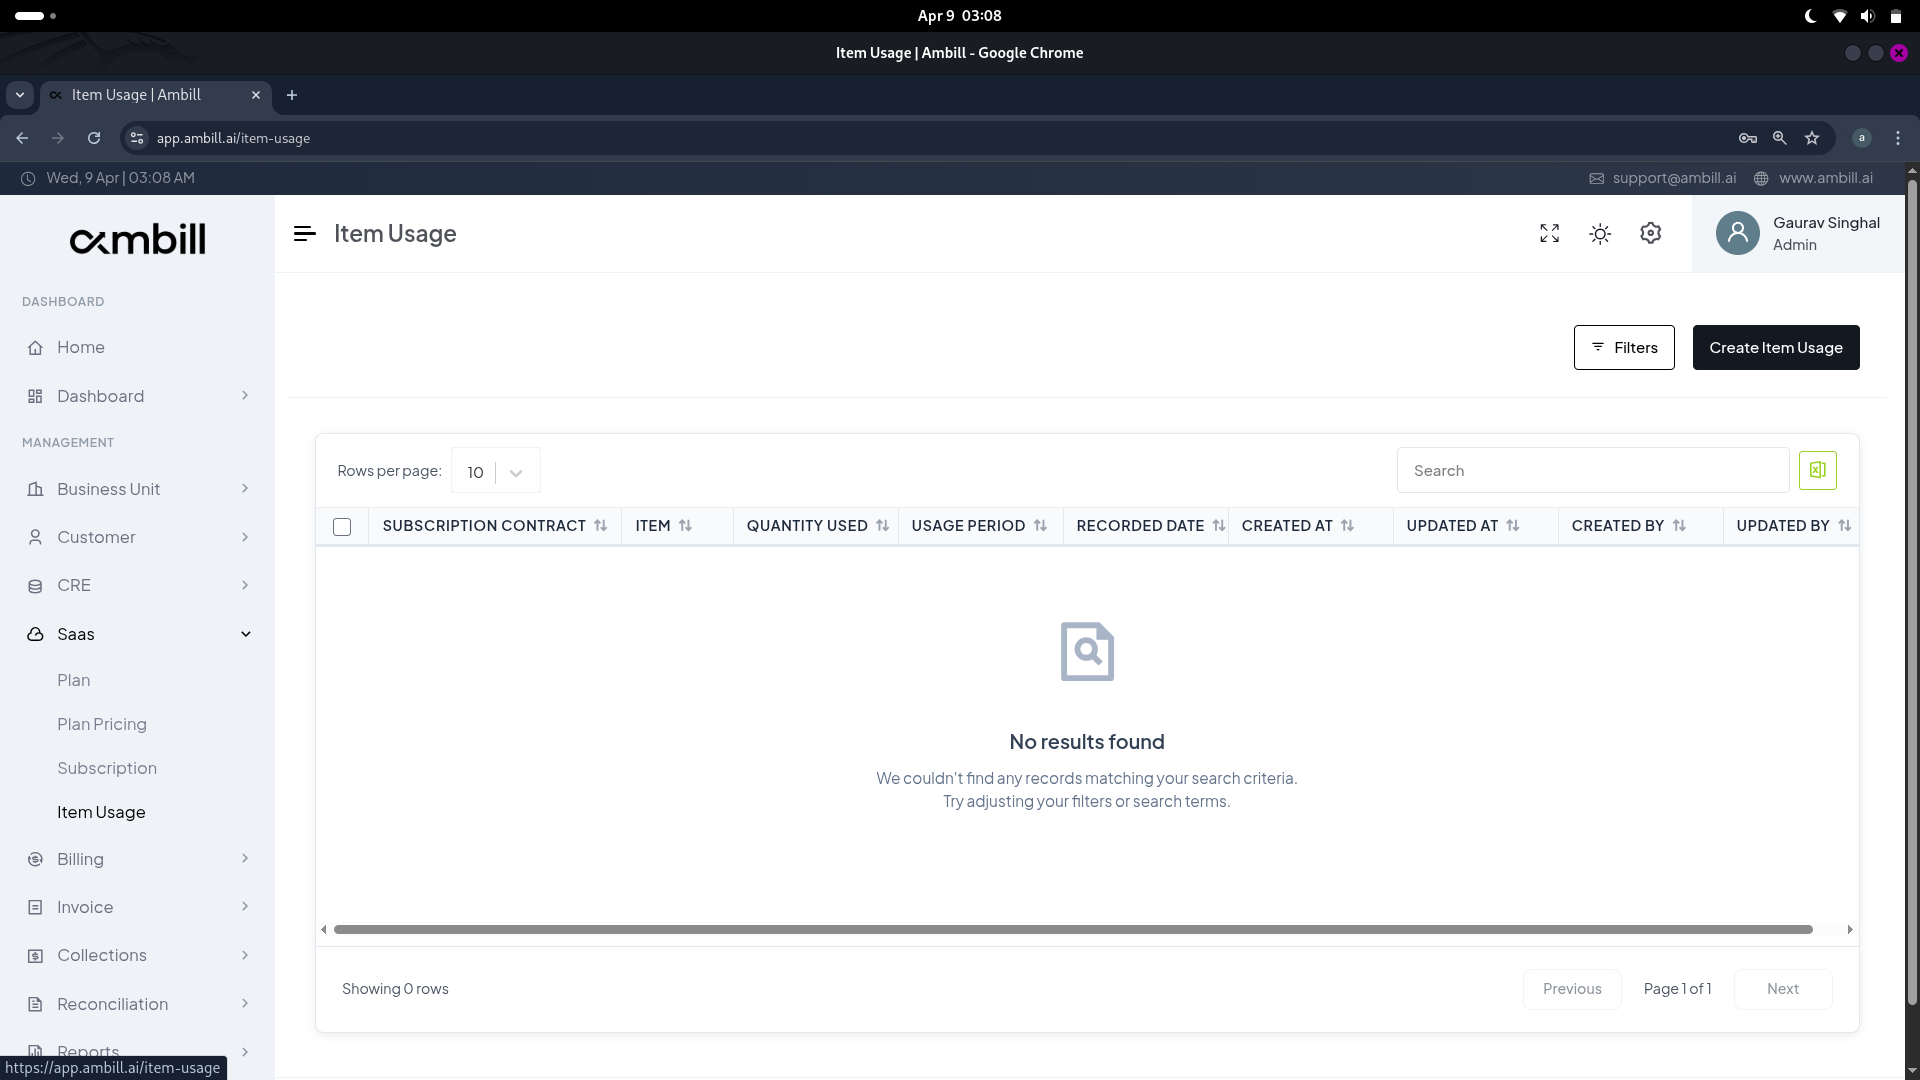 Apr 9 03:08
Item Usage | Ambill - Google Chrome
Item Usage | Ambill
app.ambill.ai/item-usage
a
Wed, 9 Apr | 03:08 AM
support@ambill.ai
www.ambill.ai
ambill
Item Usage
Gaurav Singhal
Admin
DASHBOARD
Home
Dashboard
MANAGEMENT
Business Unit
Customer
CRE
Saas
Plan
Plan Pricing
Subscription
Item Usage
Billing
Invoice
Collections
Reconciliation
Reports
Filters
Create Item Usage
Rows per page: 10
Search
SUBSCRIPTION CONTRACT ITEM QUANTITY USED USAGE PERIOD RECORDED DATE CREATED AT UPDATED AT CREATED BY UPDATED BY
No results found
We couldn't find any records matching your search criteria.
Try adjusting your filters or search terms.
Showing 0 rows
Previous Page 1 of 1 Next
https://app.ambill.ai/item-usage